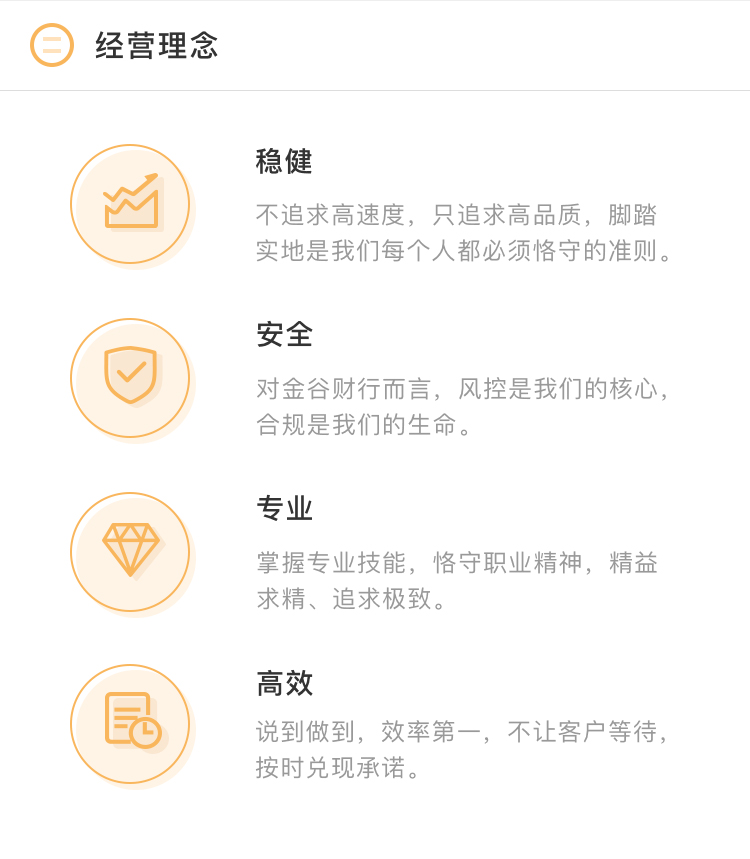 经营理念
稳健
不追求高速度，只追求高品质，脚踏
实地是我们每个人都必须恪守的准则。
安全
对金谷财行而言，风控是我们的核心，
合规是我们的生命。
专业
掌握专业技能，恪守职业精神，精益
求精、追求极致。
高效
说到做到，效率第一，不让客户等待，
按时兑现承诺。